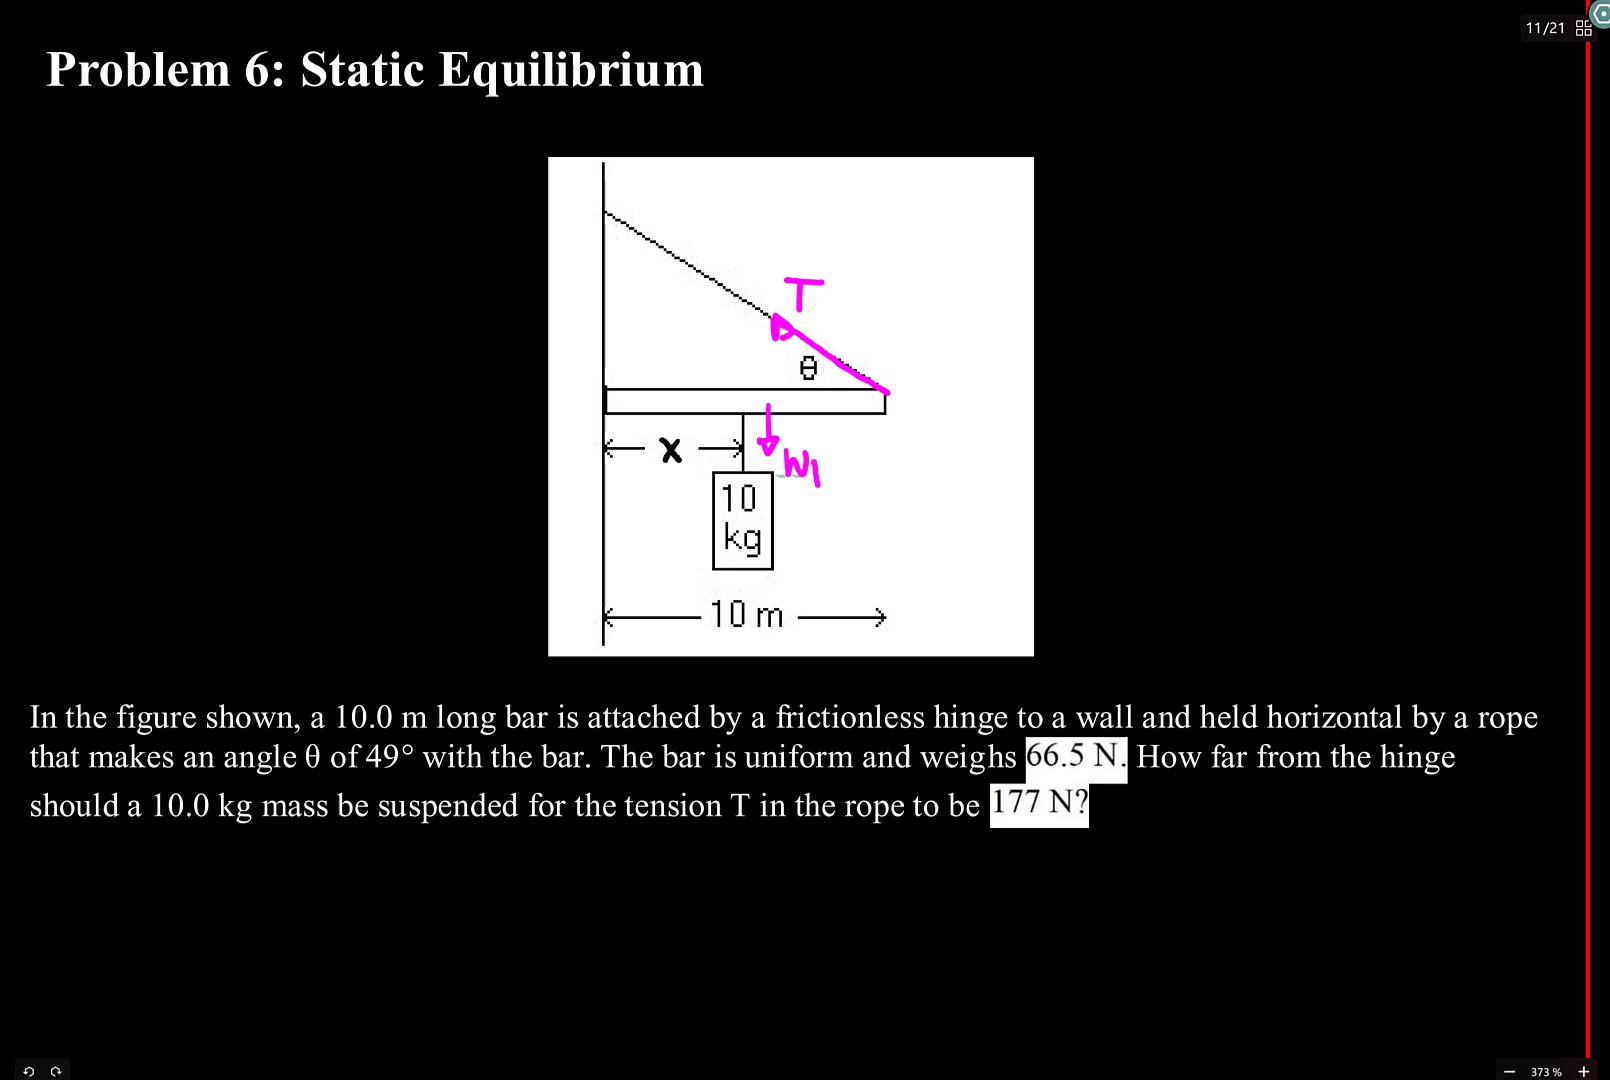 11/21
Problem 6: Static Equilibrium
T
θ
x
W1
10
kg
10 m
In the figure shown, a 10.0 m long bar is attached by a frictionless hinge to a wall and held horizontal by a rope
that makes an angle θ of 49° with the bar. The bar is uniform and weighs 66.5 N. How far from the hinge
should a 10.0 kg mass be suspended for the tension T in the rope to be 177 N?
373 %